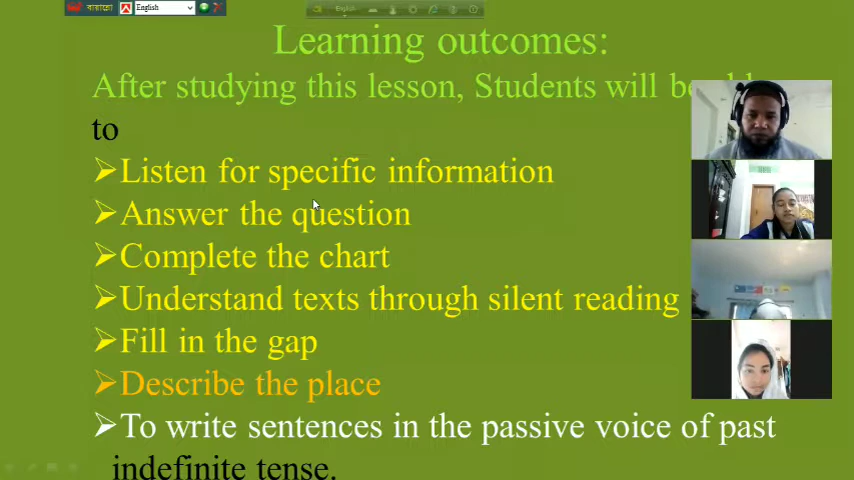 বায়ান্নো English
English
Learning outcomes:
After studying this lesson, Students will be
to
➢Listen for specific information
➢Answer the question
➢Complete the chart
➢Understand texts through silent reading
➢Fill in the gap
➢Describe the place
➢To write sentences in the passive voice of past
indefinite tense.